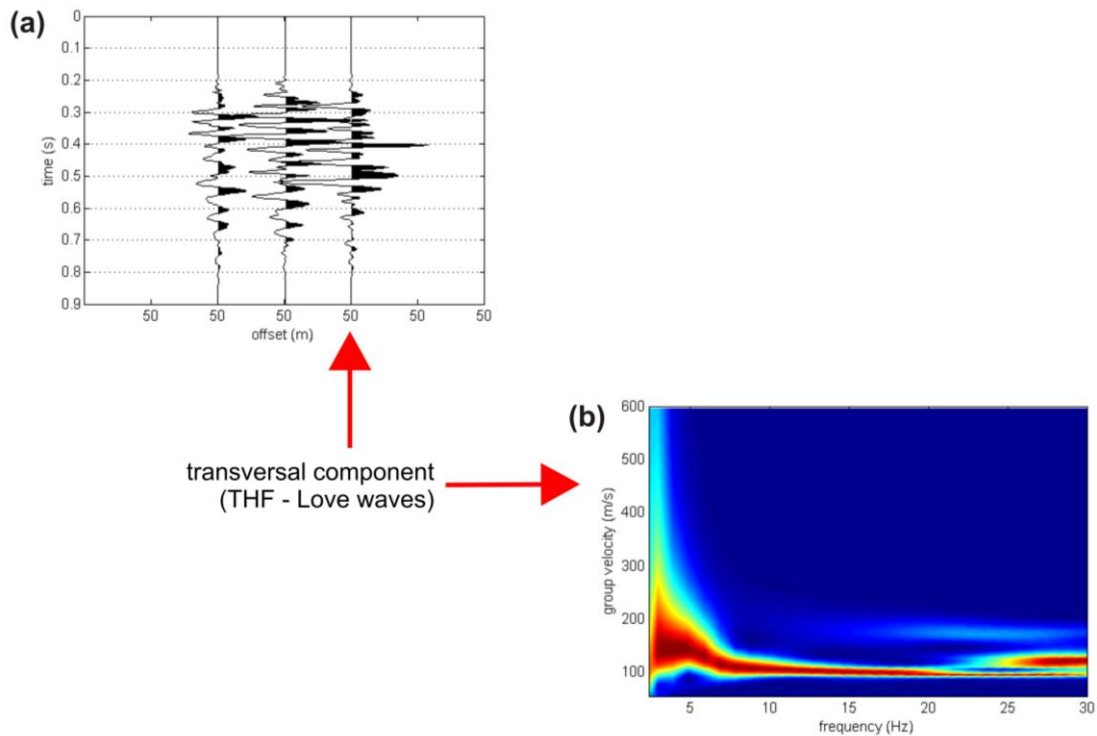 (a)
0
0.1
0.2
0.3
0.4
0.5
0.6
0.7
0.8
0.9
time (s)
50 50 50 50 50 50
offset (m)
transversal component
(THF - Love waves)
(b)
600
500
400
300
200
100
group velocity (m/s)
5 10 15 20 25 30
frequency (Hz)